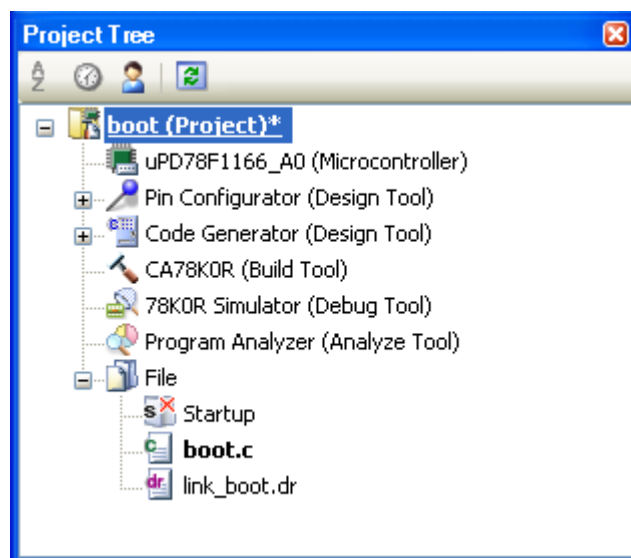 Project Tree
boot (Project)*
uPD78F1166_A0 (Microcontroller)
Pin Configurator (Design Tool)
Code Generator (Design Tool)
CA78K0R (Build Tool)
78K0R Simulator (Debug Tool)
Program Analyzer (Analyze Tool)
File
Startup
boot.c
link_boot.dr